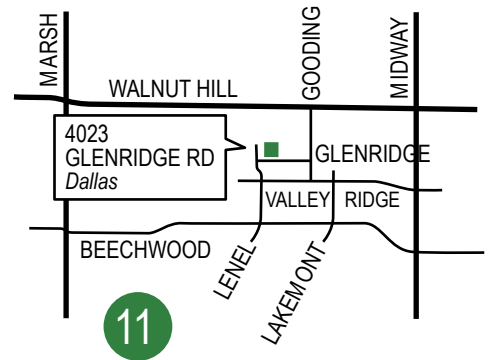 MARSH
GOODING
MIDWAY
WALNUT HILL
4023
GLENRIDGE RD
Dallas
GLENRIDGE
VALLEY RIDGE
BEECHWOOD
LENEL
LAKEMONT
11